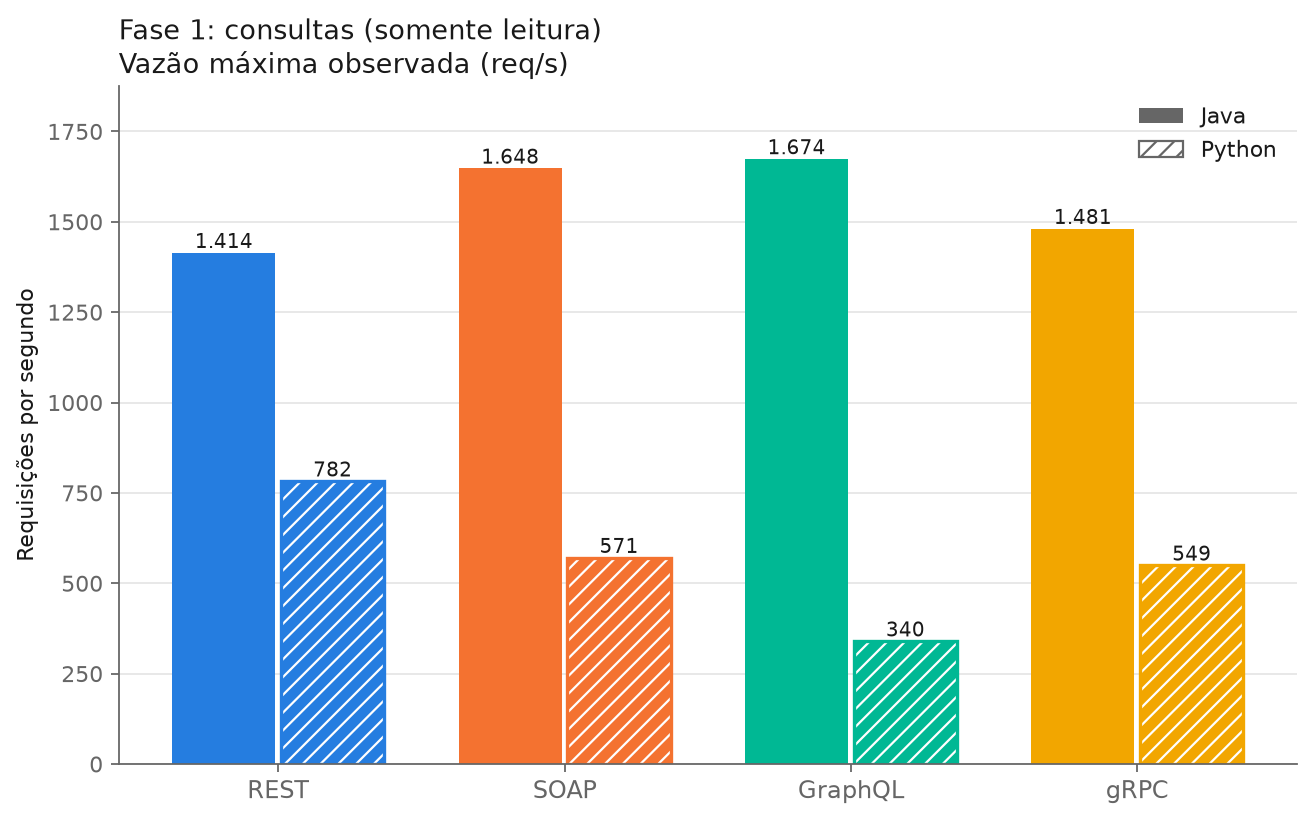 Fase 1: consultas (somente leitura)
Vazão máxima observada (req/s)
Java
Python
Requisições por segundo
1750
1500
1250
1000
750
500
250
0
1.414
782
1.648
571
1.674
340
1.481
549
REST
SOAP
GraphQL
gRPC